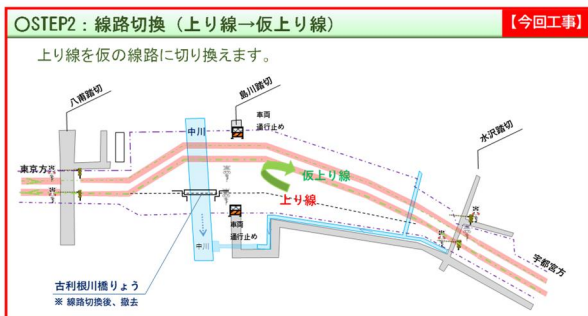 〇STEP2：線路切換（上り線→仮上り線）
【今回工事】
上り線を仮の線路に切り換えます。
八甫踏切
島川踏切
水沢踏切
中川
車両
通行止め
東京方
仮上り線
上り線
車両
通行止め
中川
宇都宮方
古利根川橋りょう
※ 線路切換後、撤去